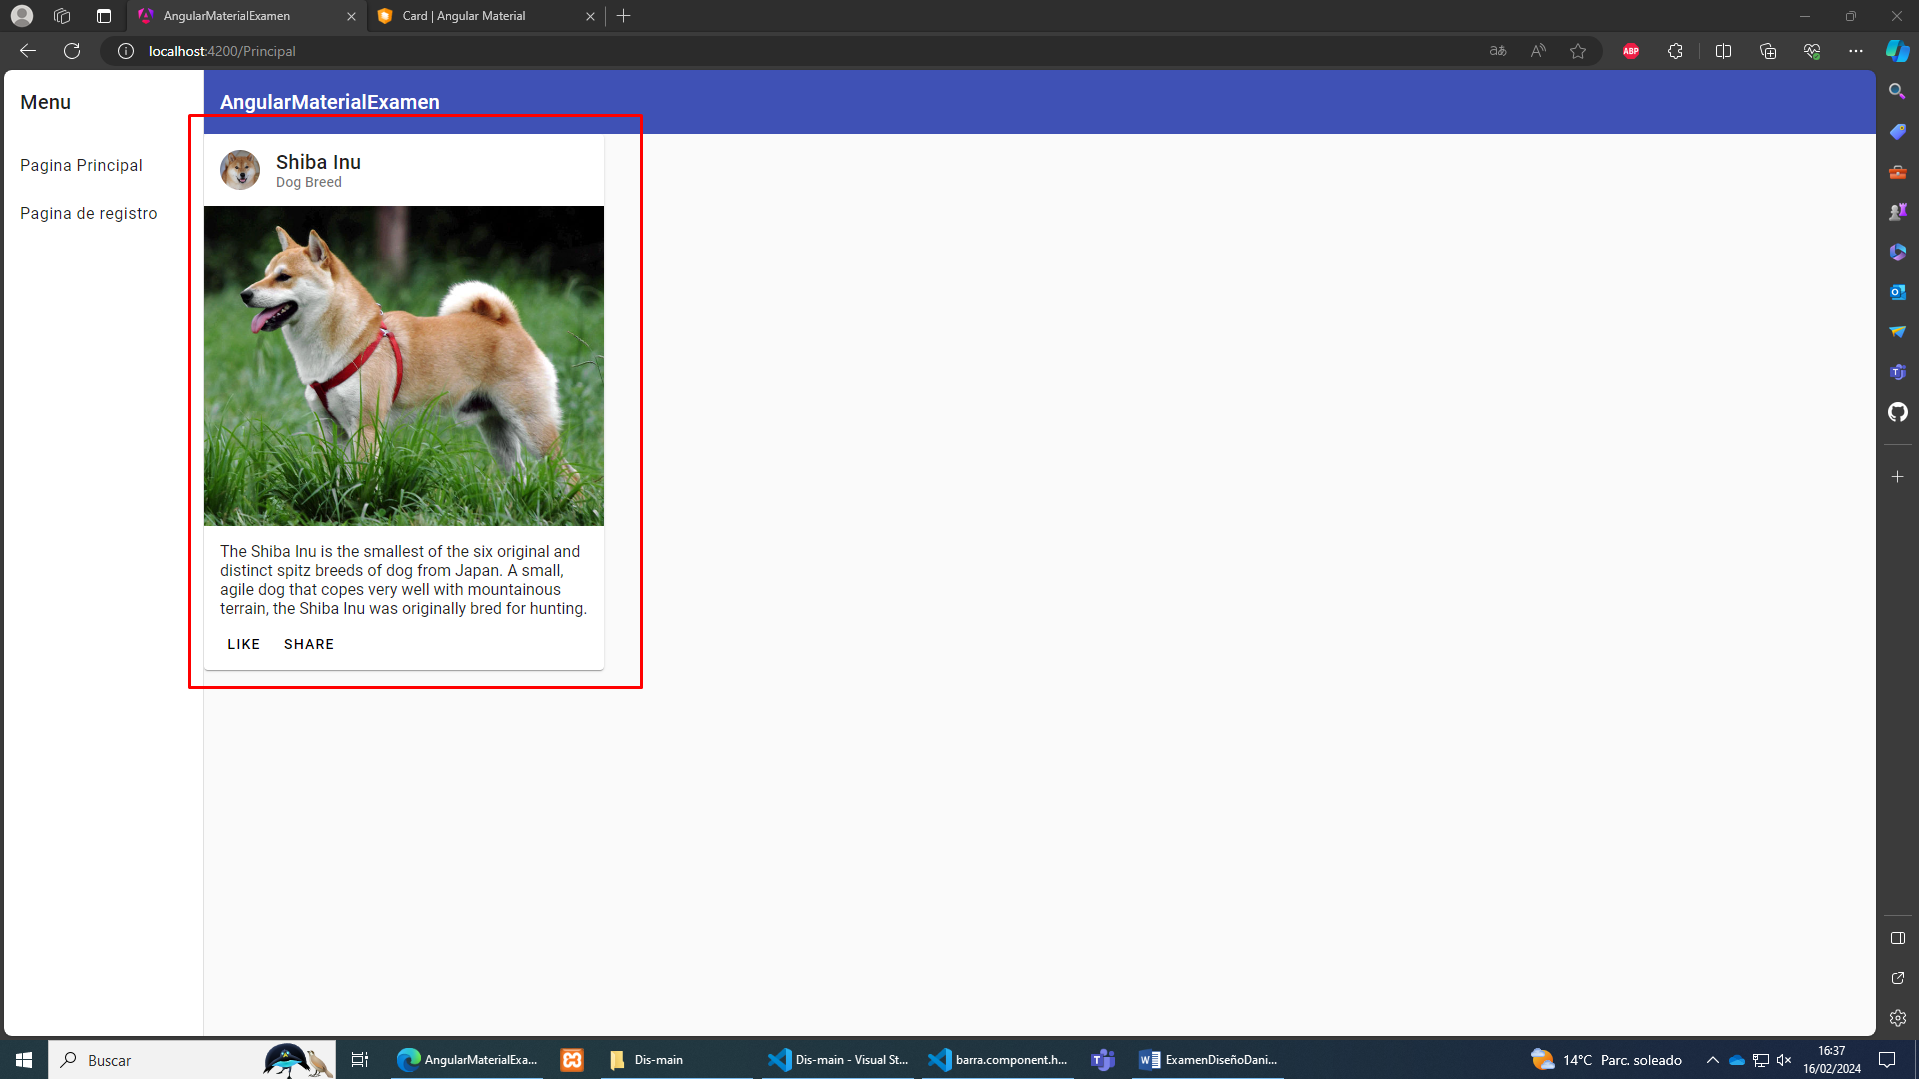 AngularMaterialExamen
Card | Angular Material
localhost:4200/Principal
aあ
A
ABP
Menu
AngularMaterialExamen
Pagina Principal
Pagina de registro
Shiba Inu
Dog Breed
The Shiba Inu is the smallest of the six original and
distinct spitz breeds of dog from Japan. A small,
agile dog that copes very well with mountainous
terrain, the Shiba Inu was originally bred for hunting.
LIKE SHARE
Buscar
AngularMaterialExa...
Dis-main
Dis-main - Visual St...
barra.component.h...
ExamenDiseñoDani...
14°C Parc. soleado
16:37
16/02/2024